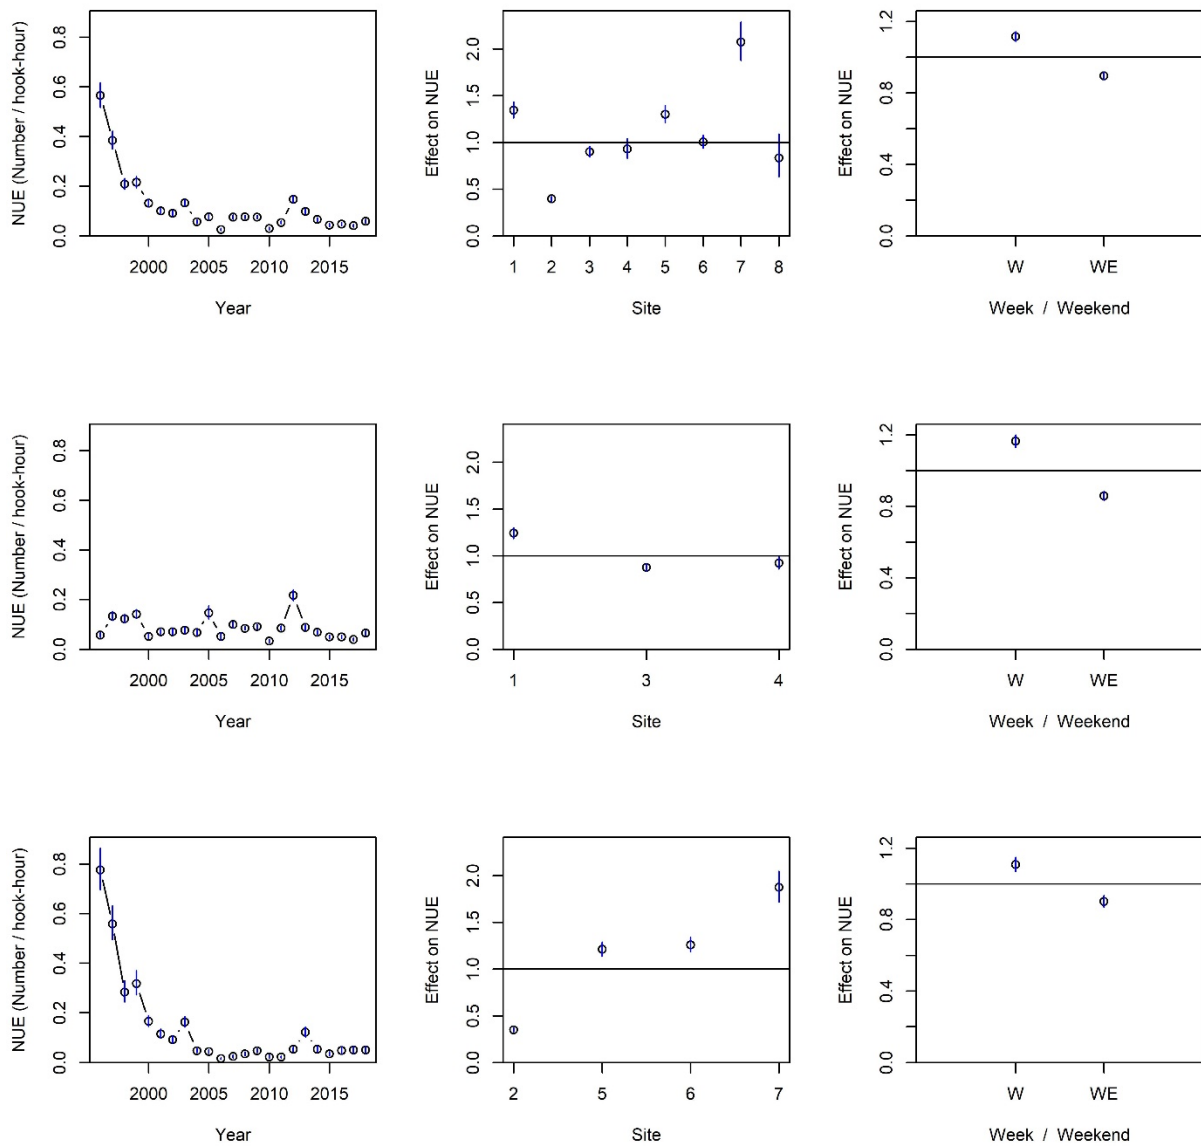 NUE (Number / hook-hour)
0.8
0.6
0.4
0.2
0.0
2000 2005 2010 2015
Year
Effect on NUE
2.0
1.5
1.0
0.5
0.0
1 2 3 4 5 6 7 8
Site
Effect on NUE
1.2
0.8
0.4
0.0
W WE
Week / Weekend
NUE (Number / hook-hour)
0.8
0.6
0.4
0.2
0.0
2000 2005 2010 2015
Year
Effect on NUE
2.0
1.5
1.0
0.5
0.0
1 3 4
Site
Effect on NUE
1.2
0.8
0.4
0.0
W WE
Week / Weekend
NUE (Number / hook-hour)
0.8
0.6
0.4
0.2
0.0
2000 2005 2010 2015
Year
Effect on NUE
2.0
1.5
1.0
0.5
0.0
2 5 6 7
Site
Effect on NUE
1.2
0.8
0.4
0.0
W WE
Week / Weekend